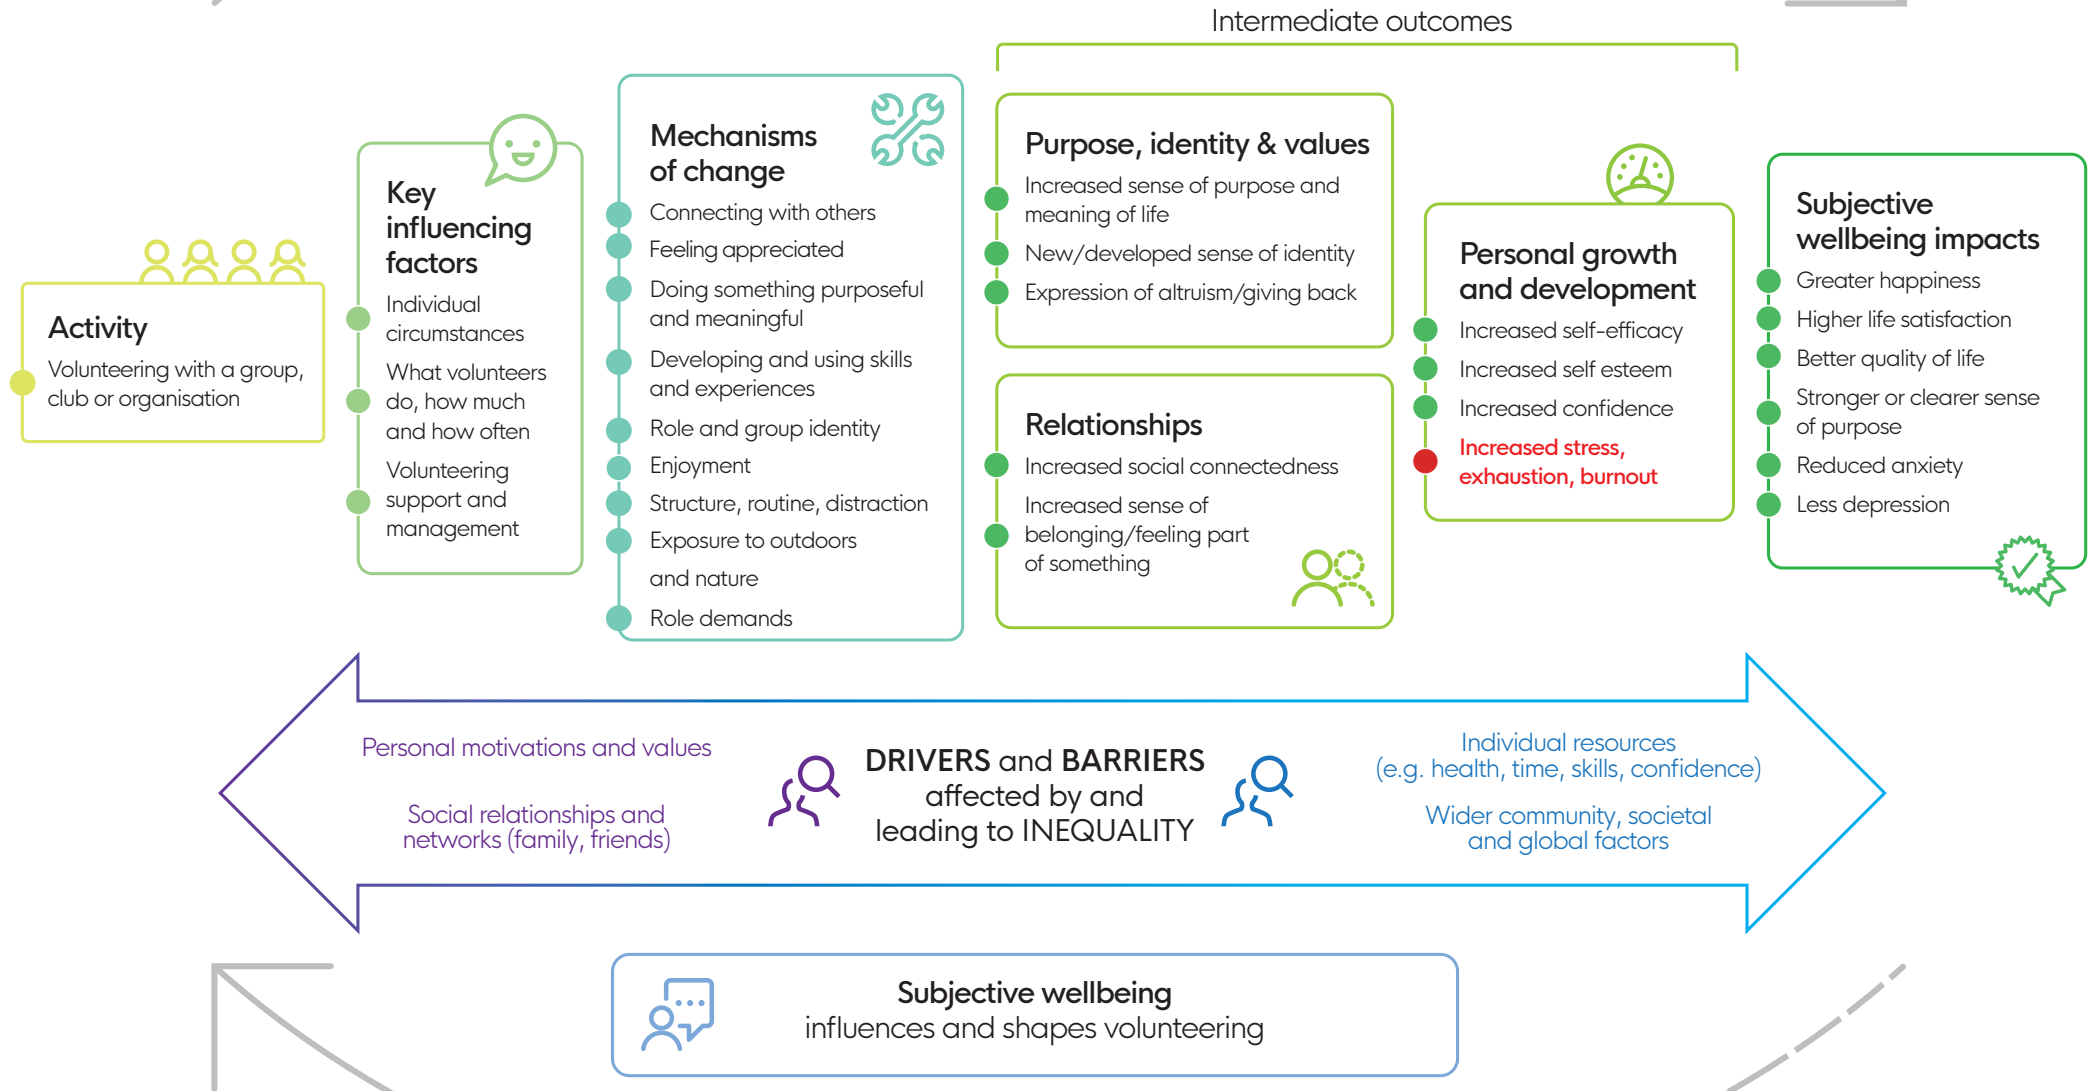 Intermediate outcomes
Activity
Volunteering with a group,
club or organisation
Key
influencing
factors
Individual
circumstances
What volunteers
do, how much
and how often
Volunteering
support and
management
Mechanisms
of change
Connecting with others
Feeling appreciated
Doing something purposeful
and meaningful
Developing and using skills
and experiences
Role and group identity
Enjoyment
Structure, routine, distraction
Exposure to outdoors
and nature
Role demands
Purpose, identity & values
Increased sense of purpose and
meaning of life
New/developed sense of identity
Expression of altruism/giving back
Relationships
Increased social connectedness
Increased sense of
belonging/feeling part
of something
Personal growth
and development
Increased self-efficacy
Increased self esteem
Increased confidence
Increased stress,
exhaustion, burnout
Subjective
wellbeing impacts
Greater happiness
Higher life satisfaction
Better quality of life
Stronger or clearer sense
of purpose
Reduced anxiety
Less depression
Personal motivations and values
Social relationships and
networks (family, friends)
DRIVERS and BARRIERS
affected by and
leading to INEQUALITY
Individual resources
(e.g. health, time, skills, confidence)
Wider community, societal
and global factors
Subjective wellbeing
influences and shapes volunteering